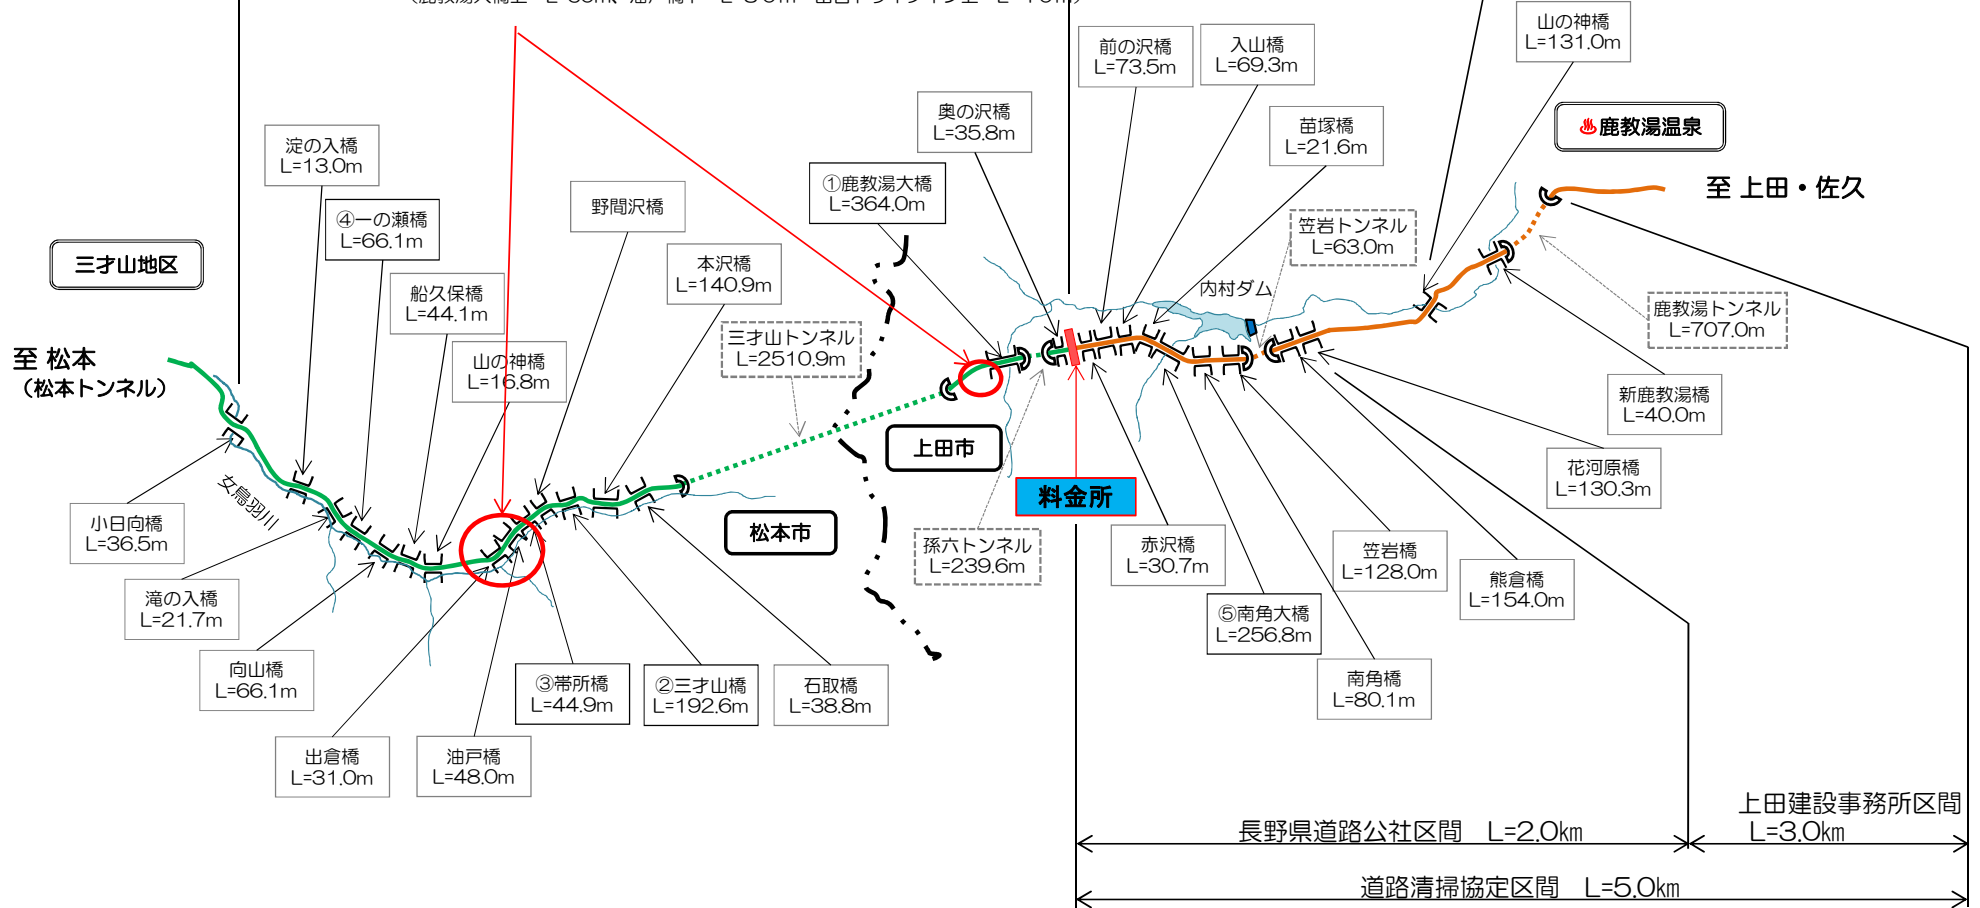 山の神橋
L=131.0m
前の沢橋
L=73.5m
入山橋
L=69.3m
奥の沢橋
L=35.8m
苗塚橋
L=21.6m
♨鹿教湯温泉
淀の入橋
L=13.0m
①鹿教湯大橋
L=364.0m
至 上田・佐久
野間沢橋
④一の瀬橋
L=66.1m
笠岩トンネル
L=63.0m
三才山地区
本沢橋
L=140.9m
内村ダム
船久保橋
L=44.1m
鹿教湯トンネル
L=707.0m
三才山トンネル
L=2510.9m
至 松本
（松本トンネル）
山の神橋
L=16.8m
新鹿教湯橋
L=40.0m
上田市
花河原橋
L=130.3m
女鳥羽川
料金所
小日向橋
L=36.5m
松本市
孫六トンネル
L=239.6m
赤沢橋
L=30.7m
笠岩橋
L=128.0m
熊倉橋
L=154.0m
滝の入橋
L=21.7m
⑤南角大橋
L=256.8m
向山橋
L=66.1m
③帯所橋
L=44.9m
②三才山橋
L=192.6m
石取橋
L=38.8m
南角橋
L=80.1m
出倉橋
L=31.0m
油戸橋
L=48.0m
上田建設事務所区間
L=3.0㎞
長野県道路公社区間　L=2.0㎞
道路清掃協定区間　L=5.0㎞